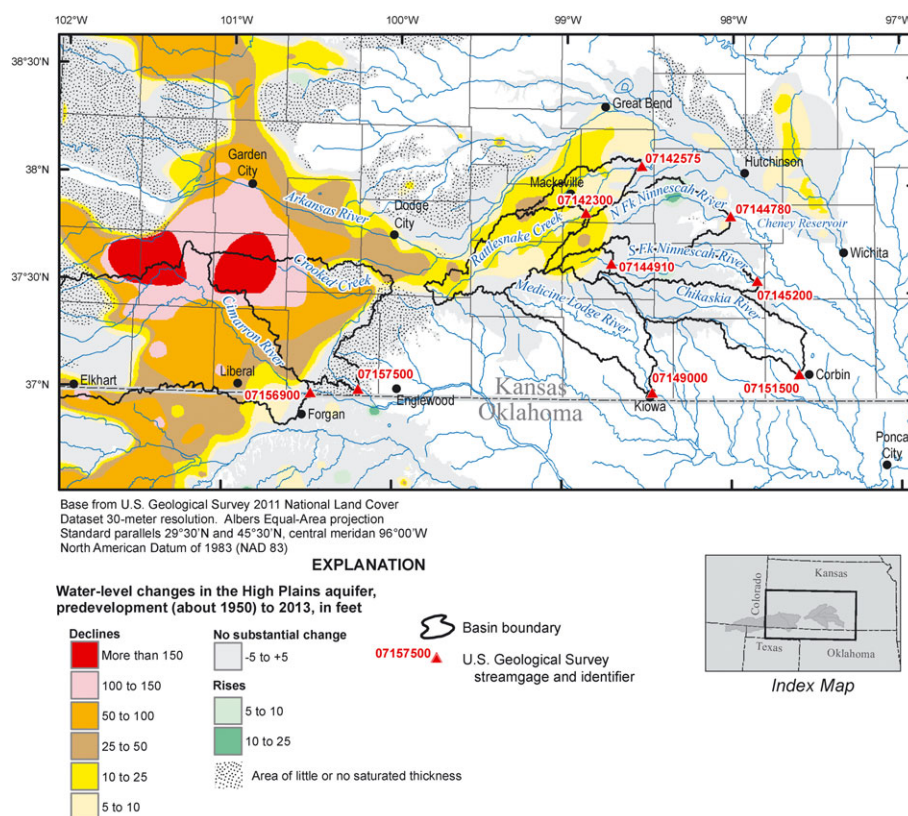 102°W 101°W 100°W 99°W 98°W 97°W
38°30'N
Great Bend
38°N
Garden
City
07142575
Hutchinson
Macksville
07142300
N Fk Ninnescah River
07144780
Arkansas River
Dodge
City
Rattlesnake Creek
Cheney Reservoir
Wichita
37°30'N
Crooked Creek
07144910
S Fk Ninnescah River
07145200
Medicine Lodge River
Chikaskia River
Cimarron River
37°N
Elkhart
Liberal
07157500
07156900
Forgan
Englewood
Kansas
Oklahoma
07149000
Kiowa
07151500
Corbin
Ponca
City
Base from U.S. Geological Survey 2011 National Land Cover
Dataset 30-meter resolution. Albers Equal-Area projection
Standard parallels 29°30'N and 45°30'N, central meridan 96°00'W
North American Datum of 1983 (NAD 83)
EXPLANATION
Water-level changes in the High Plains aquifer,
predevelopment (about 1950) to 2013, in feet
Declines
More than 150
100 to 150
50 to 100
25 to 50
10 to 25
5 to 10
No substantial change
-5 to +5
Rises
5 to 10
10 to 25
Area of little or no saturated thickness
Basin boundary
07157500
U.S. Geological Survey
streamgage and identifier
Colorado
Kansas
Texas
Oklahoma
Index Map